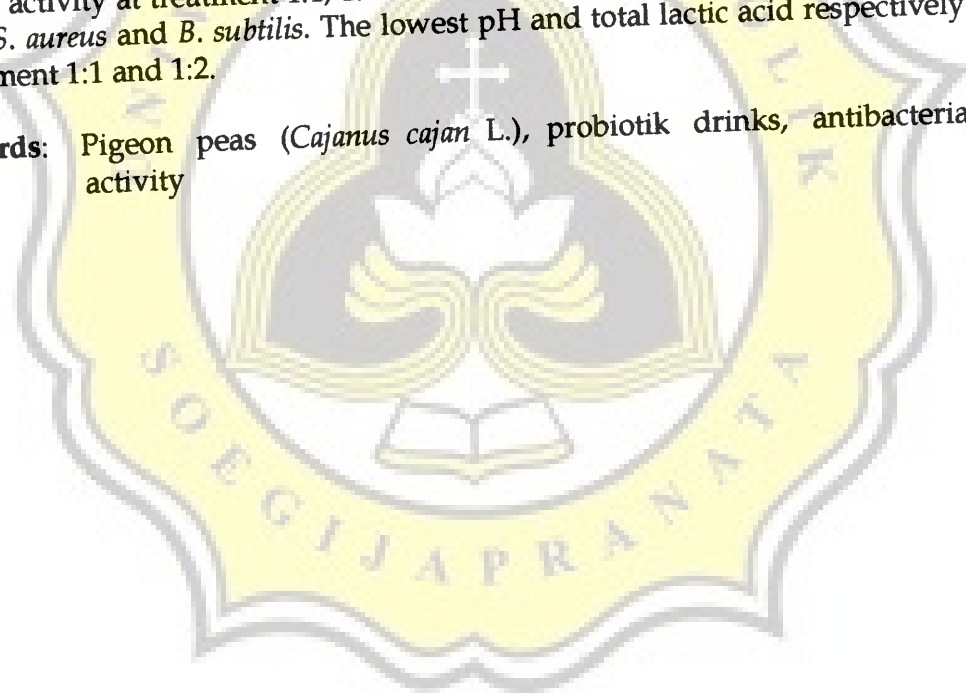 activity at treatment 1:1,
S. aureus and B. subtilis. The lowest pH and total lactic acid respectively
ment 1:1 and 1:2.
rds: Pigeon peas (Cajanus cajan L.), probiotik drinks, antibacteria
activity
SOEGIJAPRANATA